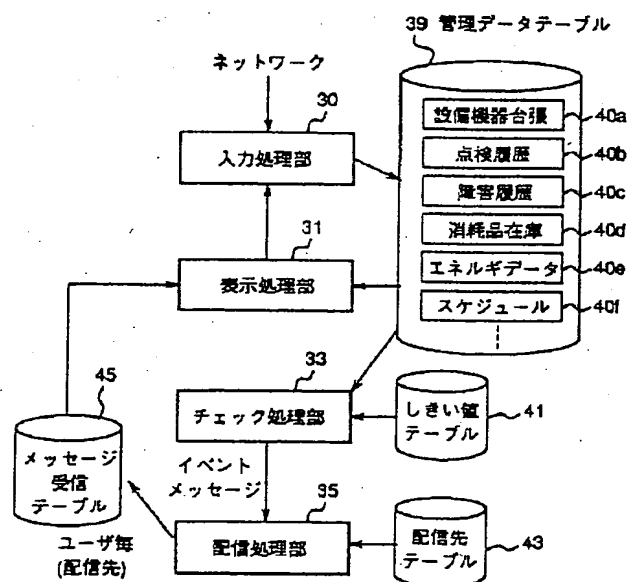 39 管理データテーブル
ネットワーク
30
入力処理部
設備機器台張
40a
点検履歴
40b
障害履歴
40c
消耗品在庫
40d
エネルギデータ
40e
スケジュール
40f
31
表示処理部
33
チェック処理部
しきい値
テーブル
41
45
メッセージ
受信
テーブル
イベント
メッセージ
35
配信処理部
配信先
テーブル
43
ユーザ毎
(配信先)